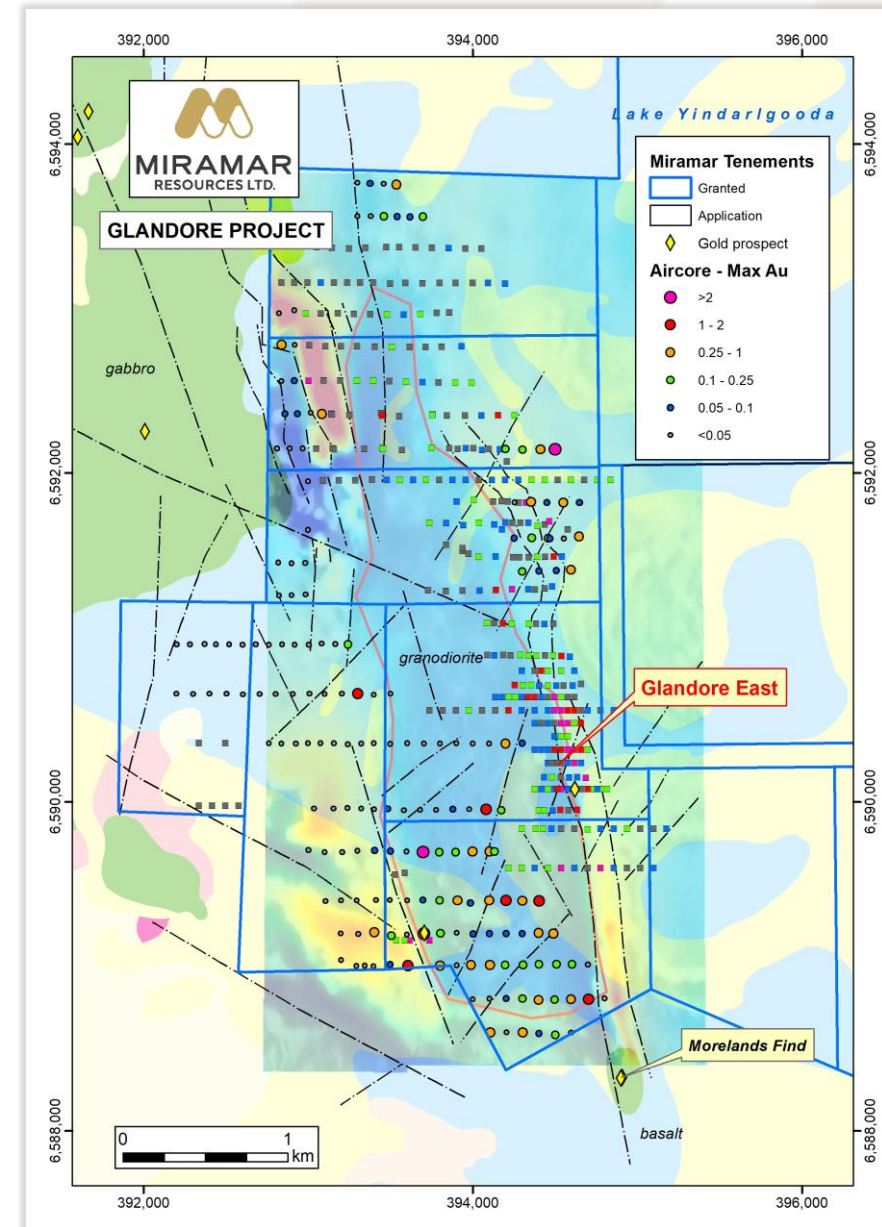 392,000
394,000
396,000
Lake Yindarlgooda
6,594,000
6,594,000
MIRAMAR
RESOURCES LTD.
GLANDORE PROJECT
Miramar Tenements
Granted
Application
Gold prospect
Aircore - Max Au
>2
1 - 2
0.25 - 1
0.1 - 0.25
0.05 - 0.1
<0.05
gabbro
6,592,000
6,592,000
granodiorite
Glandore East
6,590,000
6,590,000
Morelands Find
basalt
6,588,000
6,588,000
0
1
km
392,000
394,000
396,000